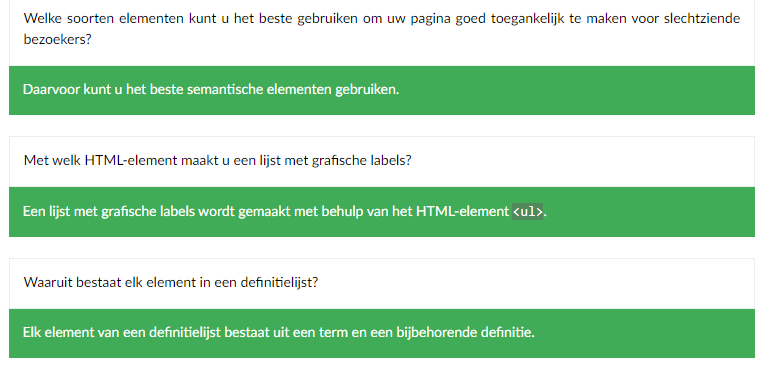 Welke soorten elementen kunt u het beste gebruiken om uw pagina goed toegankelijk te maken voor slechtziende
bezoekers?
Daarvoor kunt u het beste semantische elementen gebruiken.
Met welk HTML-element maakt u een lijst met grafische labels?
Een lijst met grafische labels wordt gemaakt met behulp van het HTML-element <ul>.
Waaruit bestaat elk element in een definitielijst?
Elk element van een definitielijst bestaat uit een term en een bijbehorende definitie.